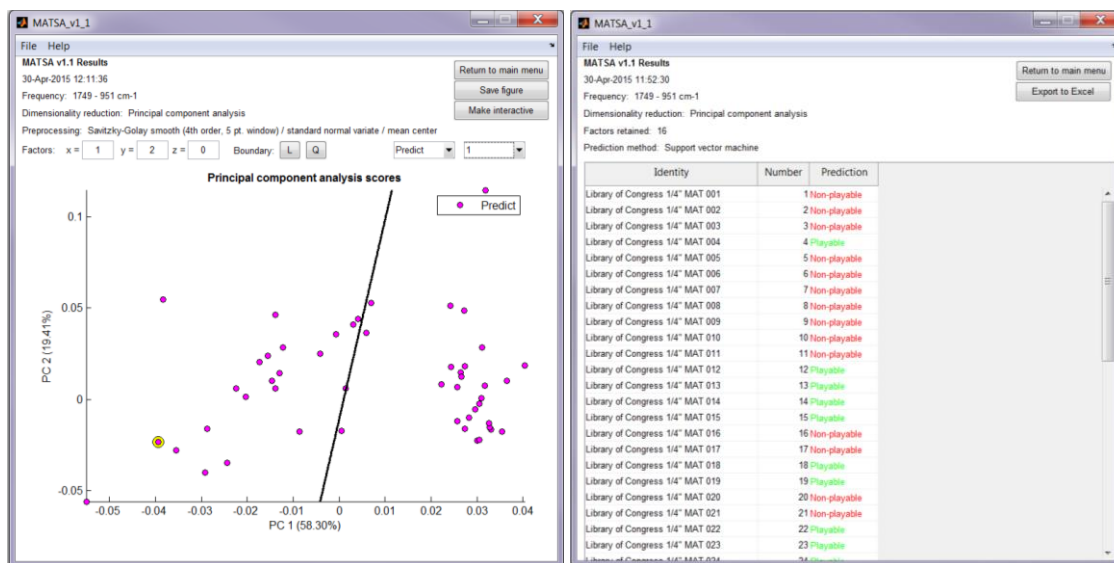 MATSA_v1_1
File Help
MATSA v1.1 Results
30-Apr-2015 12:11:36
Frequency: 1749 - 951 cm-1
Dimensionality reduction: Principal component analysis
Preprocessing: Savitzky-Golay smooth (4th order, 5 pt. window) / standard normal variate / mean center
Factors: x = 1 y = 2 z = 0 Boundary: L Q Predict 1
Return to main menu
Save figure
Make interactive
Principal component analysis scores
Predict
PC 2 (19.41%)
0.1
0.05
0
-0.05
-0.05 -0.04 -0.03 -0.02 -0.01 0 0.01 0.02 0.03 0.04
PC 1 (58.30%)
MATSA_v1_1
File Help
MATSA v1.1 Results
30-Apr-2015 11:52:30
Frequency: 1749 - 951 cm-1
Dimensionality reduction: Principal component analysis
Factors retained: 16
Prediction method: Support vector machine
Return to main menu
Export to Excel
Identity Number Prediction
Library of Congress 1/4" MAT 001 1 Non-playable
Library of Congress 1/4" MAT 002 2 Non-playable
Library of Congress 1/4" MAT 003 3 Non-playable
Library of Congress 1/4" MAT 004 4 Playable
Library of Congress 1/4" MAT 005 5 Non-playable
Library of Congress 1/4" MAT 006 6 Non-playable
Library of Congress 1/4" MAT 007 7 Non-playable
Library of Congress 1/4" MAT 008 8 Non-playable
Library of Congress 1/4" MAT 009 9 Non-playable
Library of Congress 1/4" MAT 010 10 Non-playable
Library of Congress 1/4" MAT 011 11 Non-playable
Library of Congress 1/4" MAT 012 12 Playable
Library of Congress 1/4" MAT 013 13 Playable
Library of Congress 1/4" MAT 014 14 Playable
Library of Congress 1/4" MAT 015 15 Playable
Library of Congress 1/4" MAT 016 16 Non-playable
Library of Congress 1/4" MAT 017 17 Non-playable
Library of Congress 1/4" MAT 018 18 Playable
Library of Congress 1/4" MAT 019 19 Playable
Library of Congress 1/4" MAT 020 20 Non-playable
Library of Congress 1/4" MAT 021 21 Non-playable
Library of Congress 1/4" MAT 022 22 Playable
Library of Congress 1/4" MAT 023 23 Playable
Library of Congress 1/4" MAT 024 24 Playable